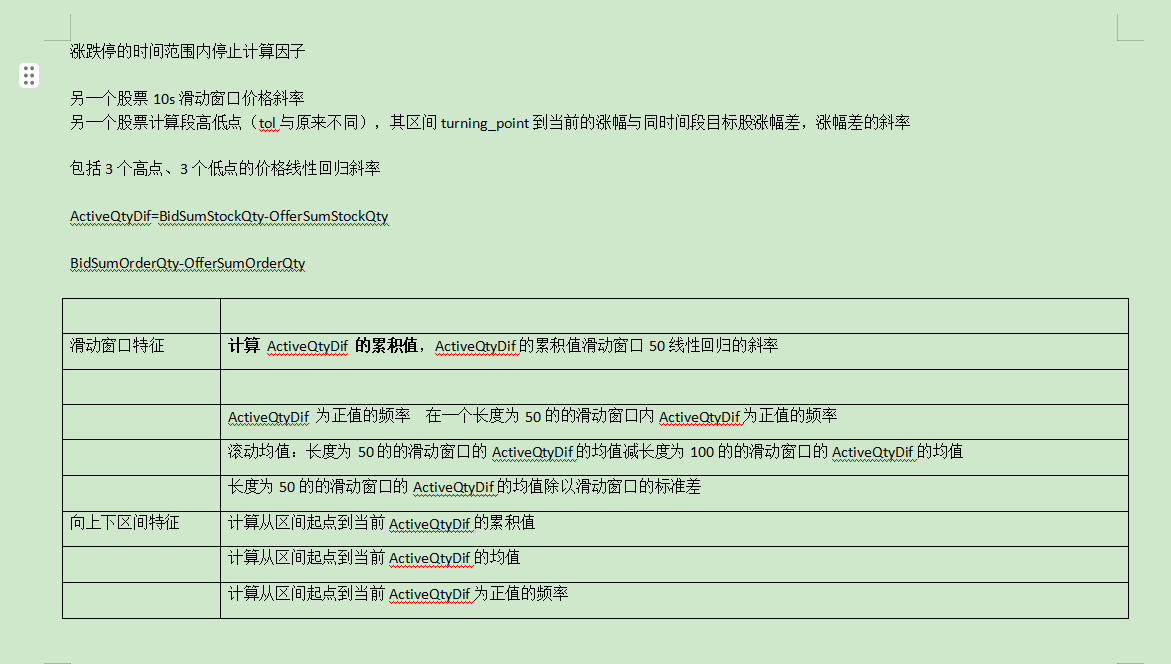 涨跌停的时间范围内停止计算因子
另一个股票 10s 滑动窗口价格斜率
另一个股票计算段高低点（tol 与原来不同），其区间 turning_point 到当前的涨幅与同时间段目标股涨幅差，涨幅差的斜率
包括 3 个高点、3 个低点的价格线性回归斜率
ActiveQtyDif=BidSumStockQty-OfferSumStockQty
BidSumOrderQty-OfferSumOrderQty
滑动窗口特征 计算 ActiveQtyDif 的累积值，ActiveQtyDif 的累积值滑动窗口 50 线性回归的斜率
ActiveQtyDif 为正值的频率 在一个长度为 50 的的滑动窗口内 ActiveQtyDif 为正值的频率
滚动均值：长度为 50 的的滑动窗口的 ActiveQtyDif 的均值减长度为 100 的的滑动窗口的 ActiveQtyDif 的均值
长度为 50 的的滑动窗口的 ActiveQtyDif 的均值除以滑动窗口的标准差
向上下区间特征 计算从区间起点到当前 ActiveQtyDif 的累积值
计算从区间起点到当前 ActiveQtyDif 的均值
计算从区间起点到当前 ActiveQtyDif 为正值的频率